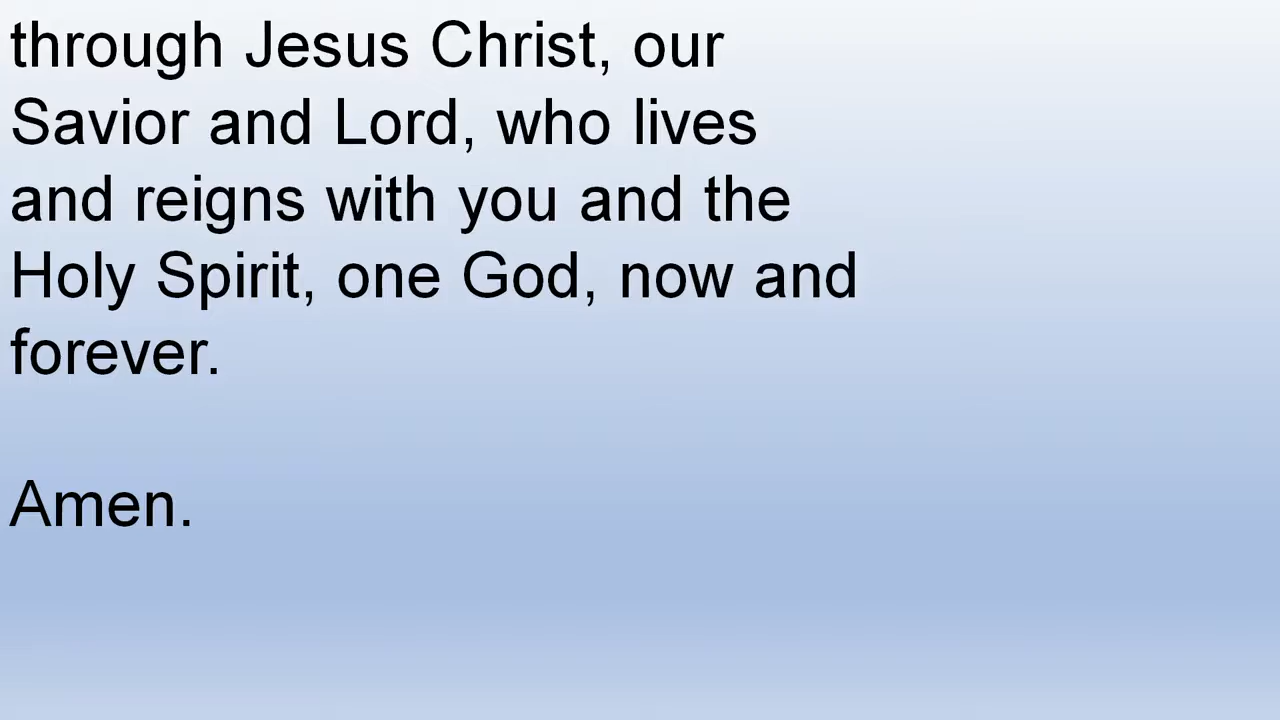 through Jesus Christ, our
Savior and Lord, who lives
and reigns with you and the
Holy Spirit, one God, now and
forever.
Amen.